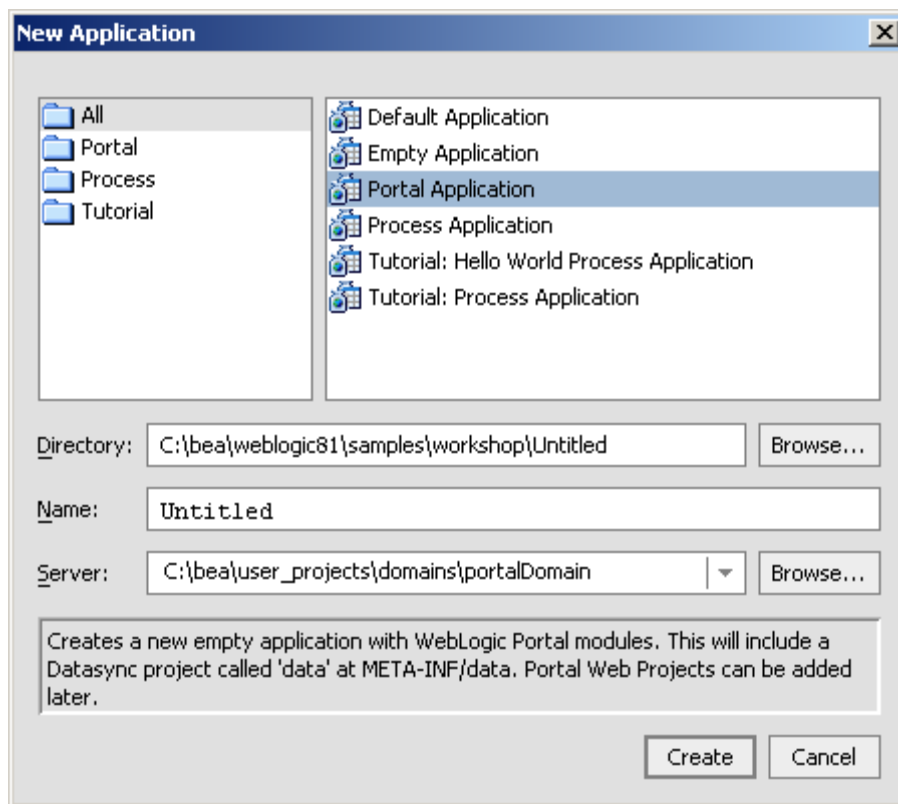 New Application
All
Portal
Process
Tutorial
Default Application
Empty Application
Portal Application
Process Application
Tutorial: Hello World Process Application
Tutorial: Process Application
Directory: C:\bea\weblogic81\samples\workshop\Untitled Browse...
Name: Untitled
Server: C:\bea\user_projects\domains\portalDomain Browse...
Creates a new empty application with WebLogic Portal modules. This will include a
Datasync project called 'data' at META-INF/data. Portal Web Projects can be added
later.
Create Cancel